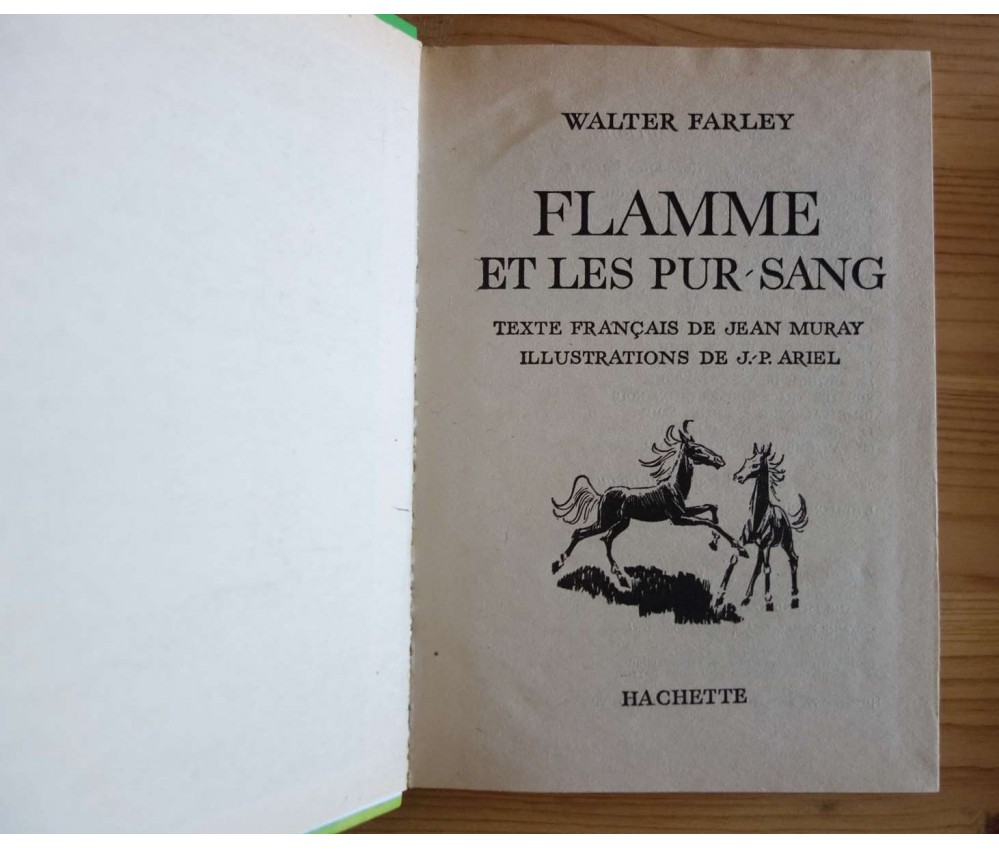 WALTER FARLEY
FLAMME
ET LES PUR-SANG
TEXTE FRANÇAIS DE JEAN MURAY
ILLUSTRATIONS DE J.-P. ARIEL
HACHETTE